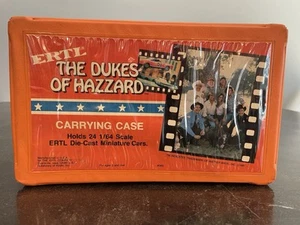 ERTL
THE DUKES
OF HAZZARD
CARRYING CASE
Holds 24 1/64 Scale
ERTL Die-Cast Miniature Cars.